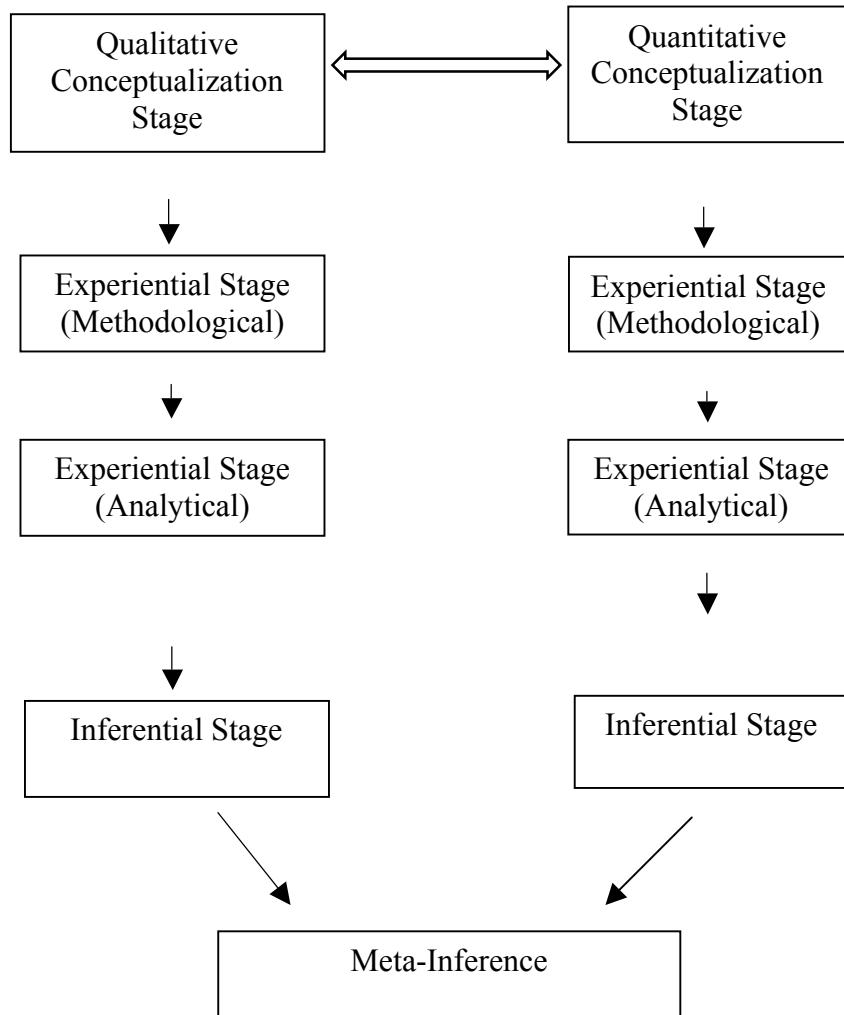 Qualitative
Conceptualization
Stage
Quantitative
Conceptualization
Stage
Experiential Stage
(Methodological)
Experiential Stage
(Methodological)
Experiential Stage
(Analytical)
Experiential Stage
(Analytical)
Inferential Stage
Inferential Stage
Meta-Inference